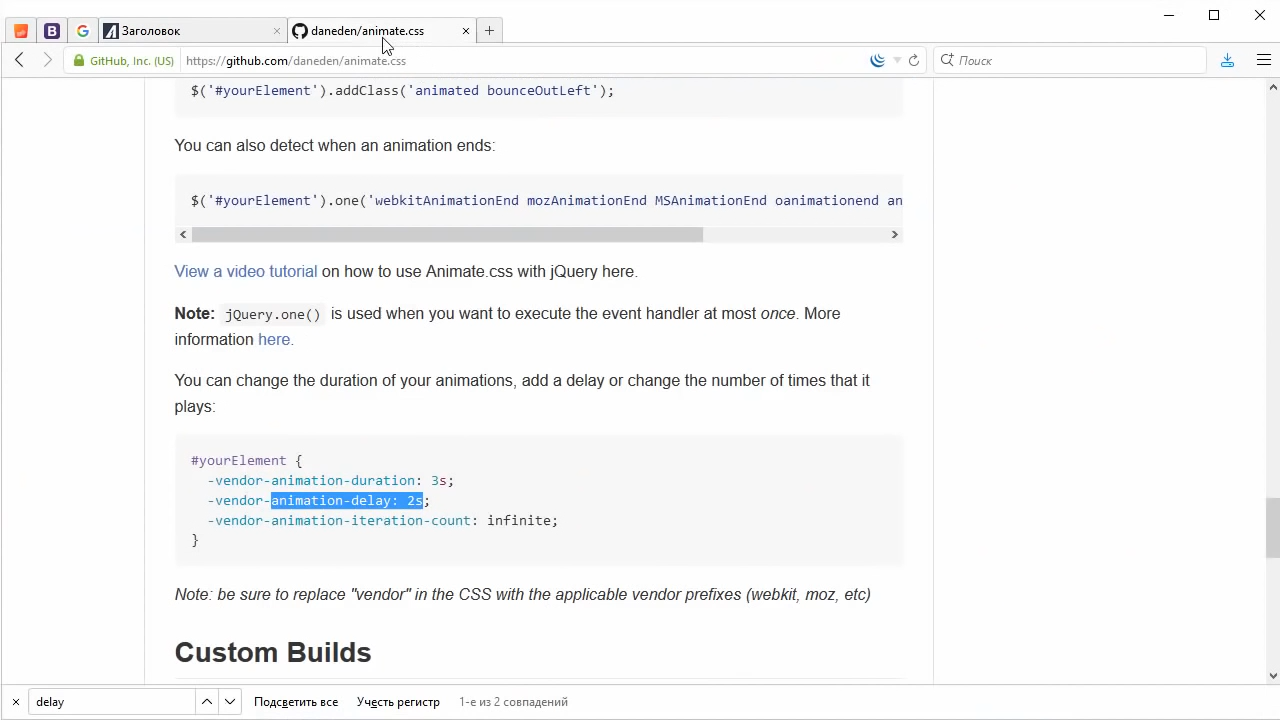 Заголовок
daneden/animate.css
GitHub, Inc. (US)
https://github.com/daneden/animate.css
Поиск
$('#yourElement').addClass('animated bounceOutLeft');
You can also detect when an animation ends:
$('#yourElement').one('webkitAnimationEnd mozAnimationEnd MSAnimationEnd oanimationend an
View a video tutorial on how to use Animate.css with jQuery here.
Note: jQuery.one() is used when you want to execute the event handler at most once. More
information here.
You can change the duration of your animations, add a delay or change the number of times that it
plays:
#yourElement {
-vendor-animation-duration: 3s;
-vendor-animation-delay: 2s;
-vendor-animation-iteration-count: infinite;
}
Note: be sure to replace "vendor" in the CSS with the applicable vendor prefixes (webkit, moz, etc)
Custom Builds
delay
Подсветить все
Учесть регистр
1-е из 2 совпадений